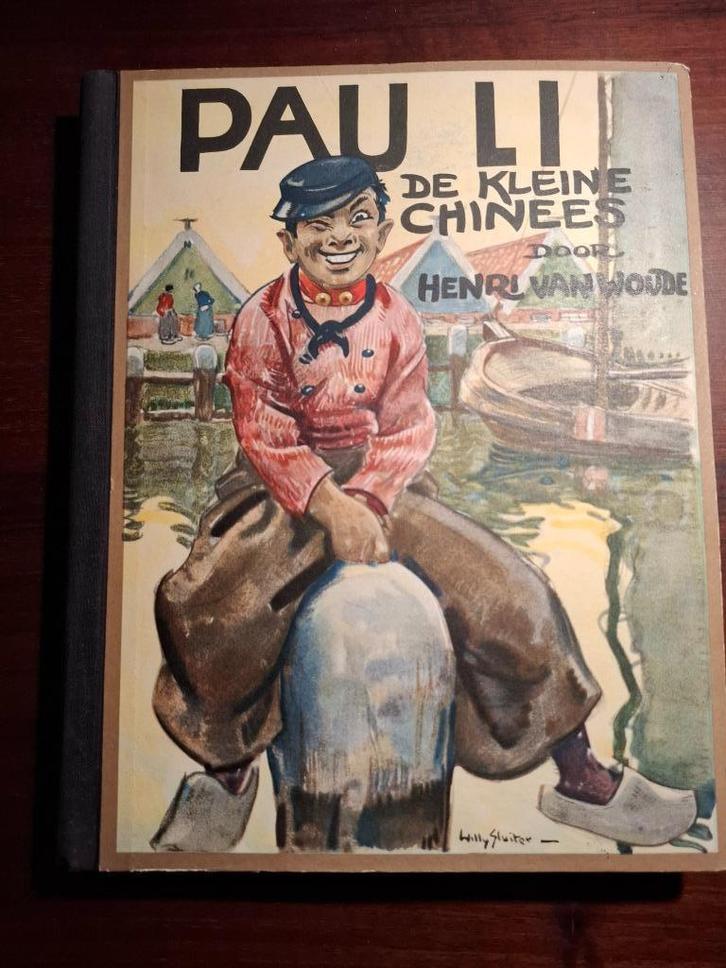 PAU LI
DE KLEINE
CHINEES
DOOR
HENRI VAN WOUDE
Willy Sluiter